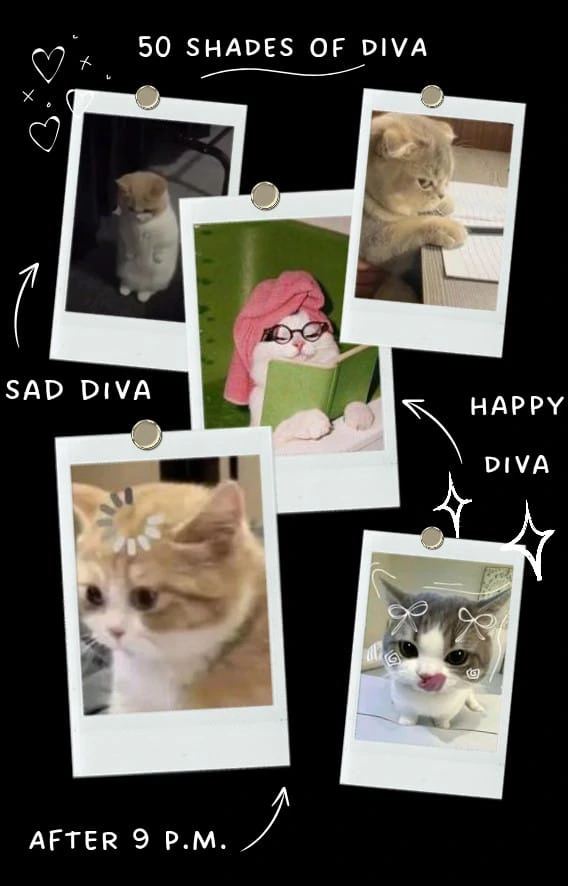 50 SHADES OF DIVA
SAD DIVA
HAPPY
DIVA
AFTER 9 P.M.